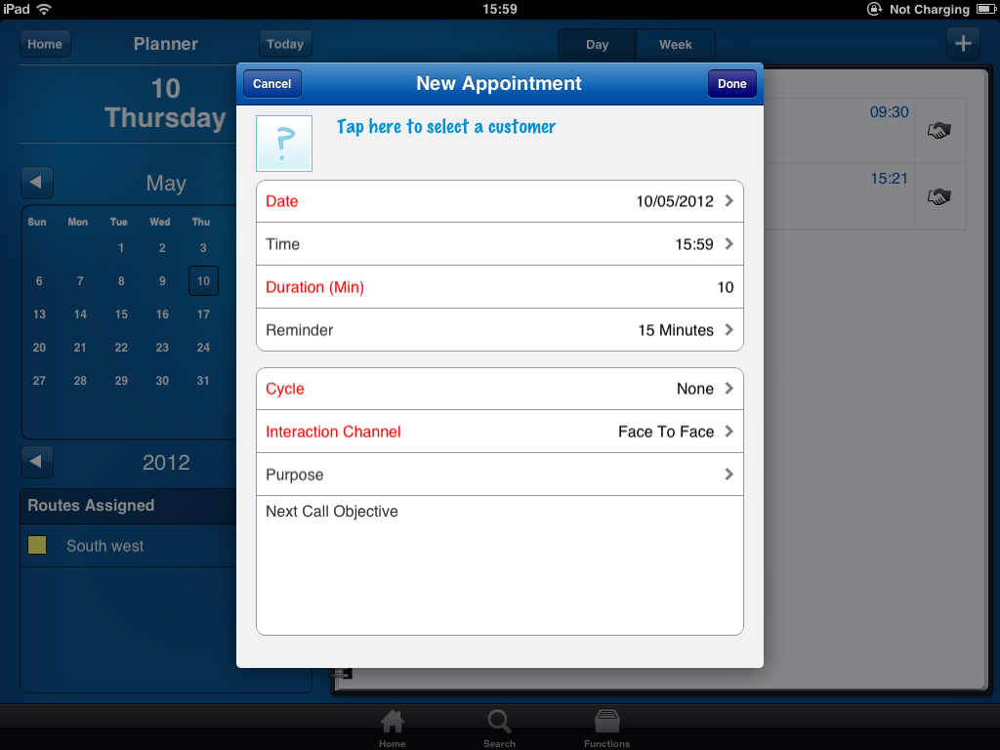 iPad 15:59 Not Charging
Home Planner Today Day Week +
10
Thursday
May
Sun Mon Tue Wed Thu
1 2 3
6 7 8 9 10
13 14 15 16 17
20 21 22 23 24
27 28 29 30 31
2012
Routes Assigned
South west
Cancel New Appointment Done
?
Tap here to select a customer
Date 10/05/2012
Time 15:59
Duration (Min) 10
Reminder 15 Minutes
Cycle None
Interaction Channel Face To Face
Purpose
Next Call Objective
09:30
15:21
Home Search Functions